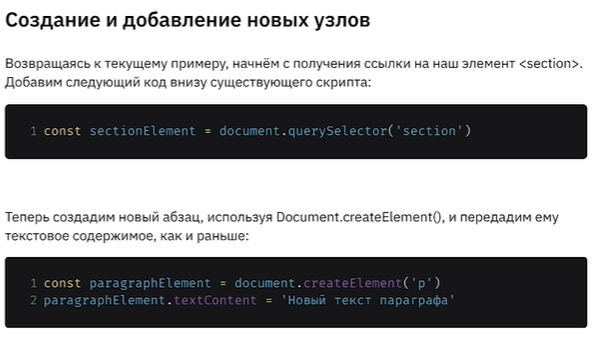 Создание и добавление новых узлов
Возвращаясь к текущему примеру, начнём с получения ссылки на наш элемент <section>.
Добавим следующий код внизу существующего скрипта:
1 const sectionElement = document.querySelector('section')
Теперь создадим новый абзац, используя Document.createElement(), и передадим ему
текстовое содержимое, как и раньше:
1 const paragraphElement = document.createElement('p')
2 paragraphElement.textContent = 'Новый текст параграфа'